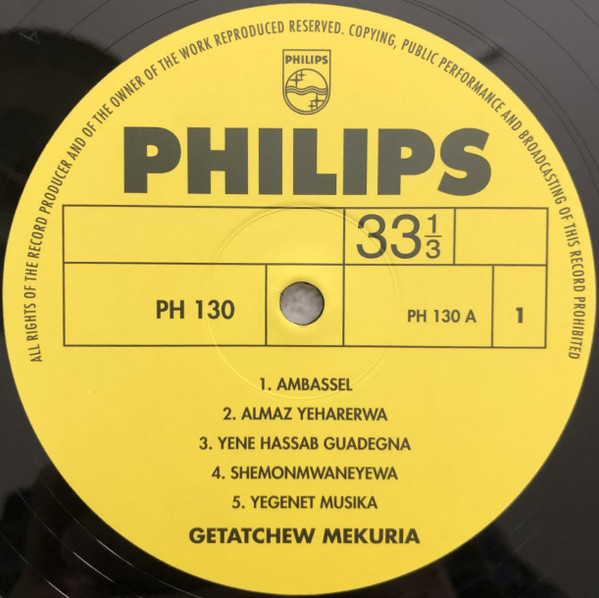 ALL RIGHTS OF THE RECORD PRODUCER AND OF THE OWNER OF THE WORK REPRODUCED RESERVED. COPYING, PUBLIC PERFORMANCE AND BROADCASTING OF THIS RECORD PROHIBITED
PHILIPS
PHILIPS
33 1/3
PH 130
PH 130 A
1
1. AMBASSEL
2. ALMAZ YEHARERWA
3. YENE HASSAB GUADEGNA
4. SHEMONMWANEYEWA
5. YEGENET MUSIKA
GETATCHEW MEKURIA